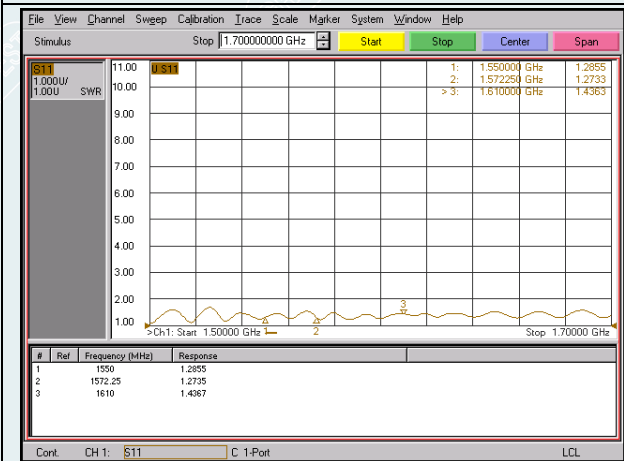 File View Channel Sweep Calibration Trace Scale Marker System Window Help
Stimulus Stop 1.700000000 GHz Start Stop Center Span
S11
1.000U/
1.00U SWR
U S11
1: 1.550000 GHz 1.2855
2: 1.572250 GHz 1.2733
> 3: 1.610000 GHz 1.4363
11.00
10.00
9.00
8.00
7.00
6.00
5.00
4.00
3.00
2.00
1.00
3
1
2
>Ch1: Start 1.50000 GHz
Stop 1.70000 GHz
# Ref Frequency (MHz) Response
1 1550 1.2855
2 1572.25 1.2735
3 1610 1.4367
Cont. CH 1: S11 C 1-Port LCL